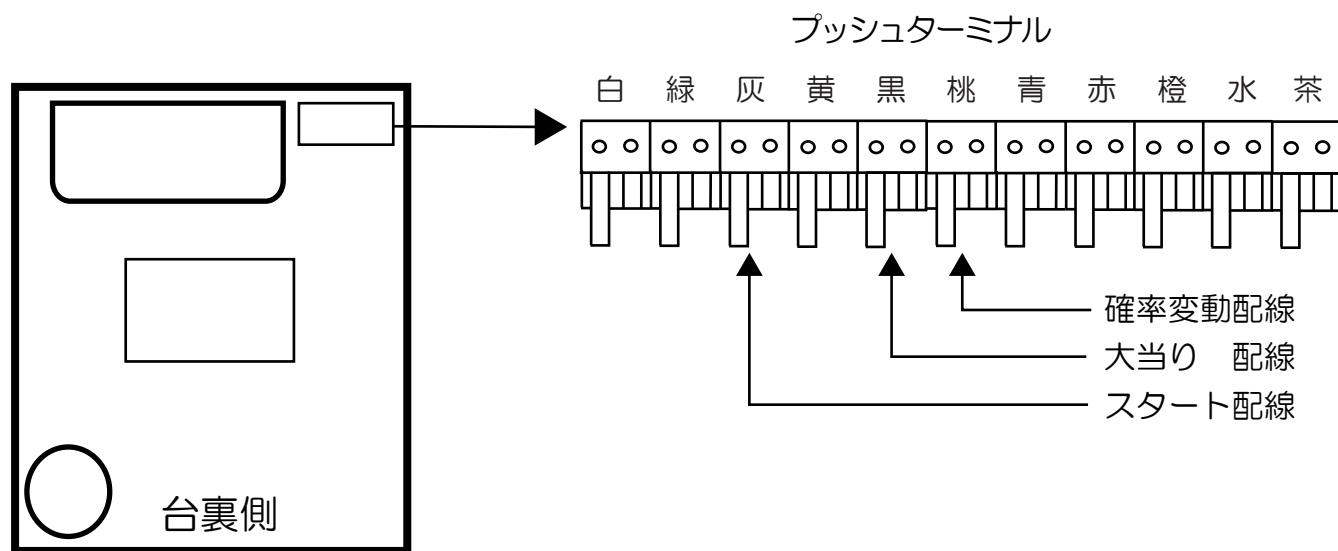 プッシュターミナル
白 緑 灰 黄 黒 桃 青 赤 橙 水 茶
確率変動配線
大当り　配線
スタート配線
台裏側